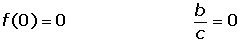 f(0) = 0    b/c = 0